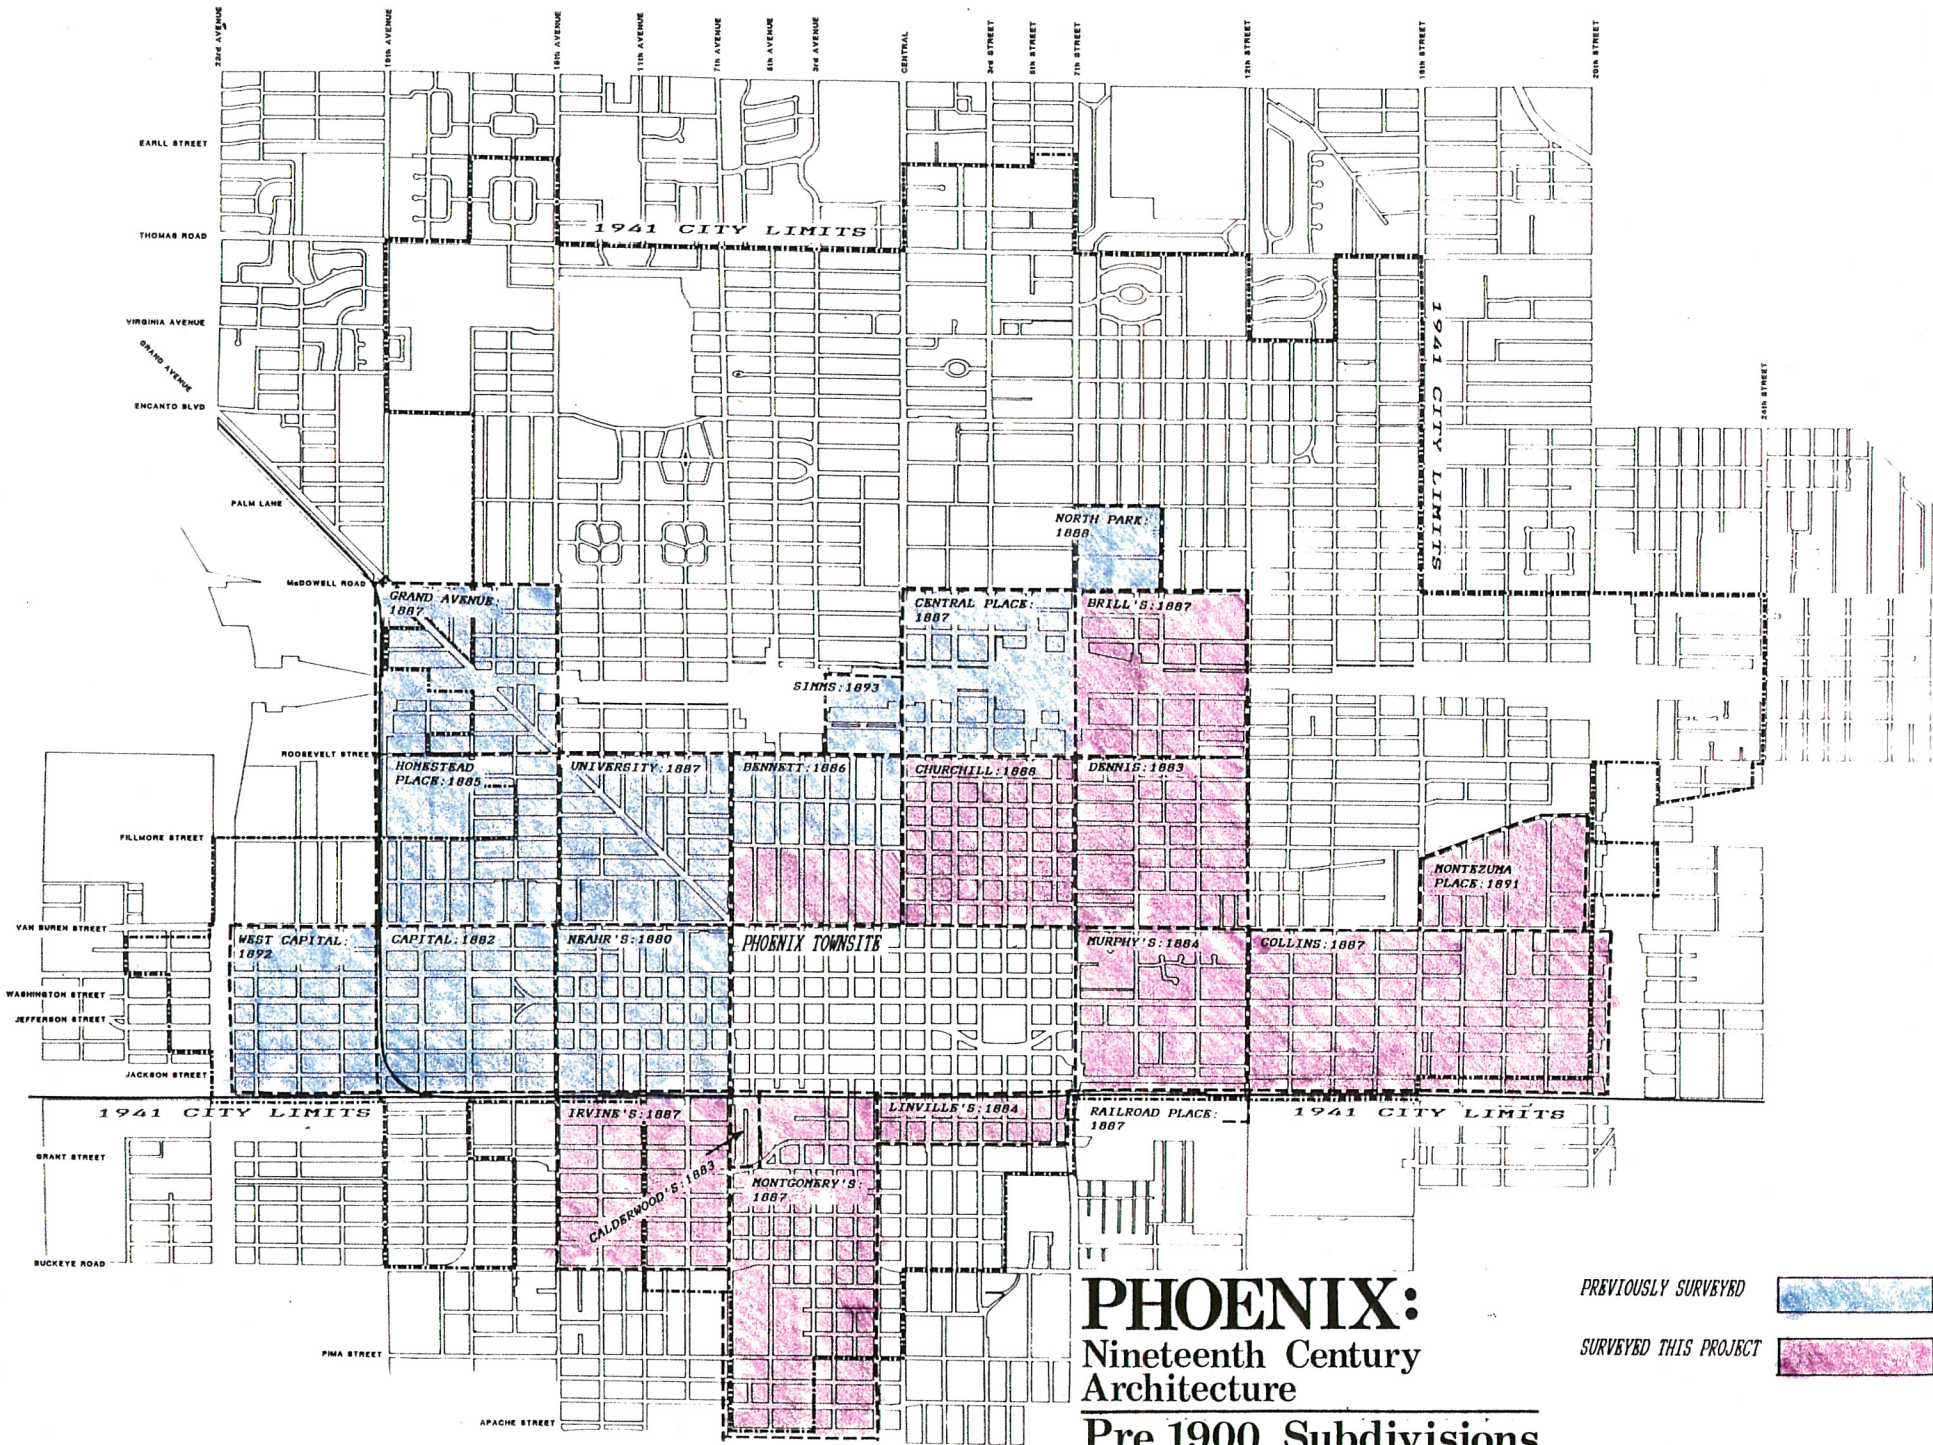 23rd AVENUE
19th AVENUE
15th AVENUE
11th AVENUE
7th AVENUE
5th AVENUE
3rd AVENUE
CENTRAL
3rd STREET
5th STREET
7th STREET
12th STREET
16th STREET
20th STREET
EARLL STREET
THOMAS ROAD
1941 CITY LIMITS
VIRGINIA AVENUE
GRAND AVENUE
ENCANTO BLVD
1941 CITY LIMITS
24th STREET
PALM LANE
NORTH PARK:
1888
McDOWELL ROAD
GRAND AVENUE:
1887
CENTRAL PLACE:
1887
BRILL'S:1887
SIMMS:1893
ROOSEVELT STREET
HOMESTEAD
PLACE:1885
UNIVERSITY:1887
BENNETT:1886
CHURCHILL:1888
DENNIS:1883
FILLMORE STREET
MONTEZUMA
PLACE:1891
VAN BUREN STREET
WEST CAPITAL:
1892
CAPITAL:1882
NEAHR'S:1880
PHOENIX TOWNSITE
MURPHY'S:1884
COLLINS:1887
WASHINGTON STREET
JEFFERSON STREET
JACKSON STREET
1941 CITY LIMITS
IRVINE'S:1887
LINVILLE'S:1884
RAILROAD PLACE:
1887
1941 CITY LIMITS
GRANT STREET
CALDERWOOD'S:1883
MONTGOMERY'S:
1887
BUCKEYE ROAD
PIMA STREET
APACHE STREET
PHOENIX:
Nineteenth Century
Architecture
Pre 1900 Subdivisions
PREVIOUSLY SURVEYED
SURVEYED THIS PROJECT